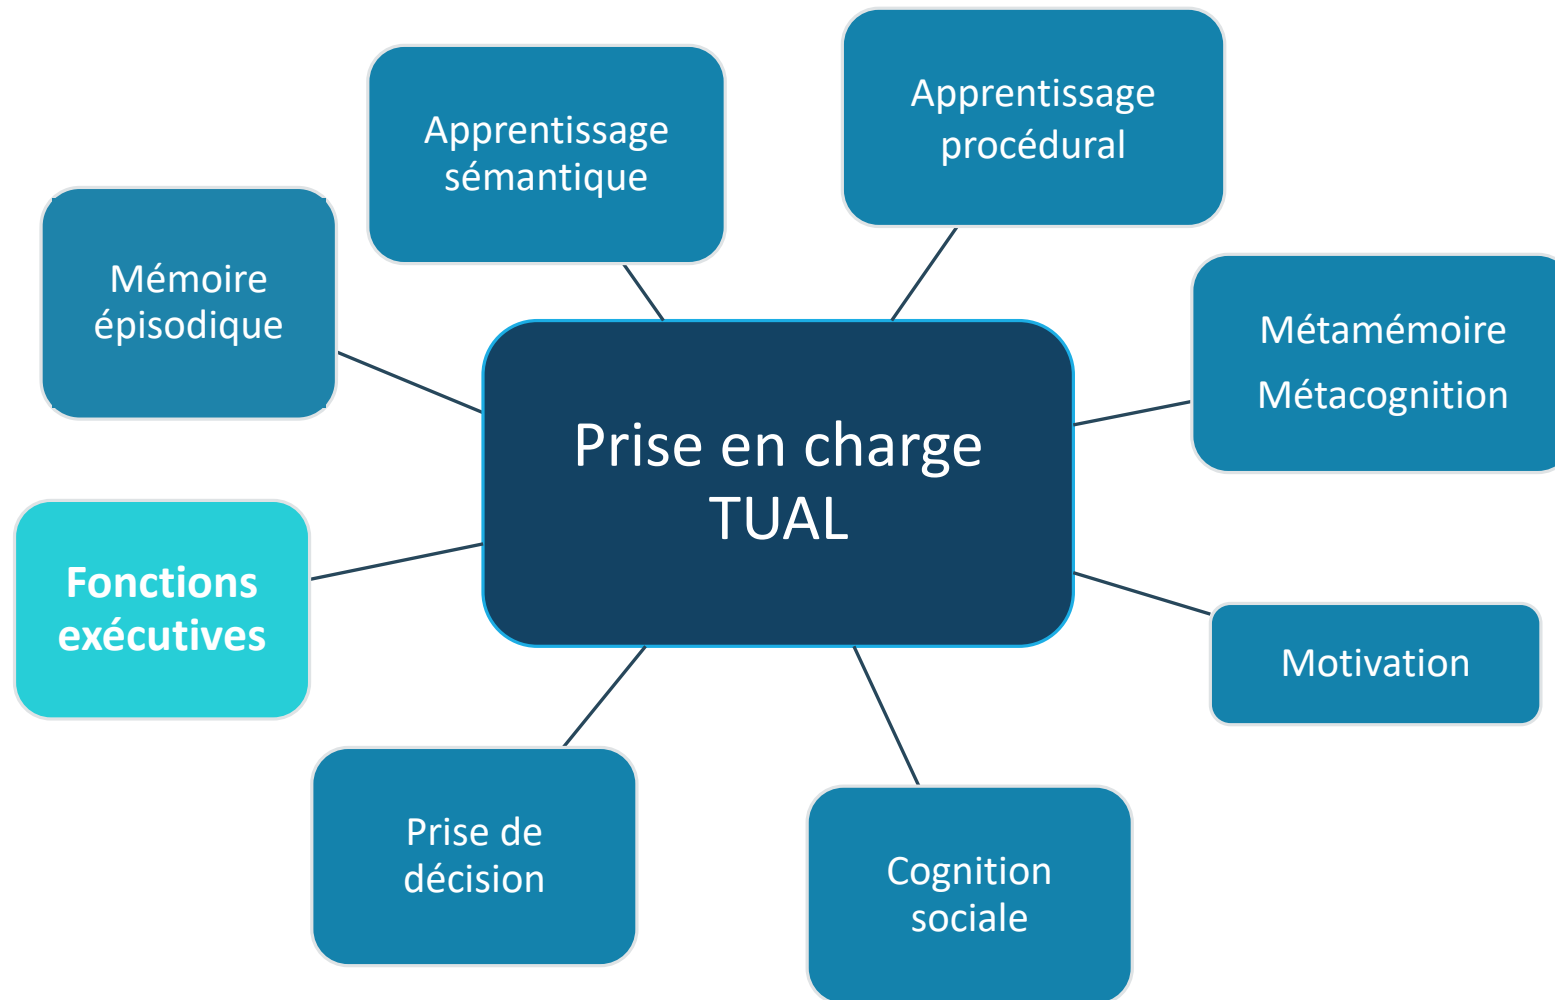 Apprentissage
procédural
Apprentissage
sémantique
Mémoire
épisodique
Métamémoire
Métacognition
Prise en charge
TUAL
Fonctions
exécutives
Motivation
Prise de
décision
Cognition
sociale